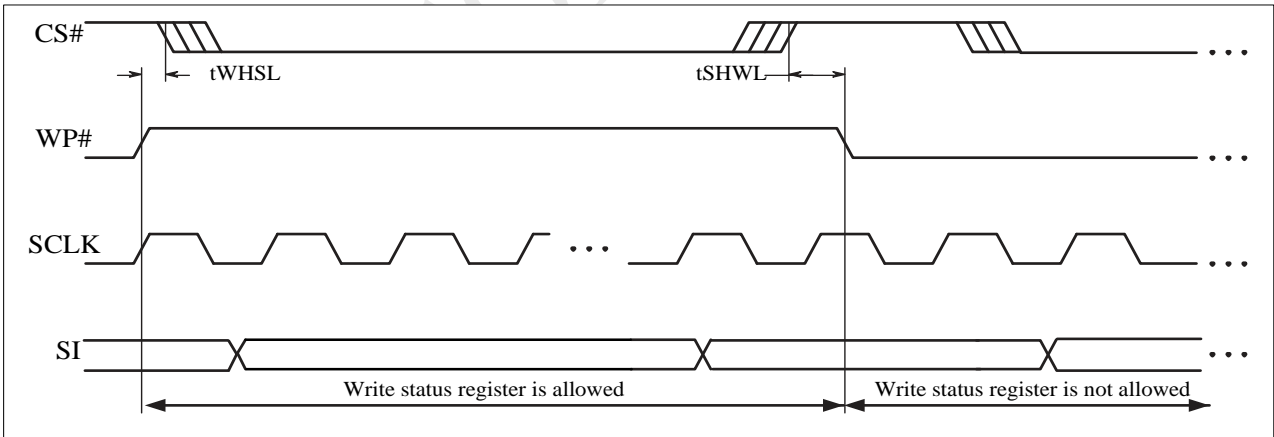 CS#
tWHSL
tSHWL
WP#
SCLK
SI
Write status register is allowed
Write status register is not allowed